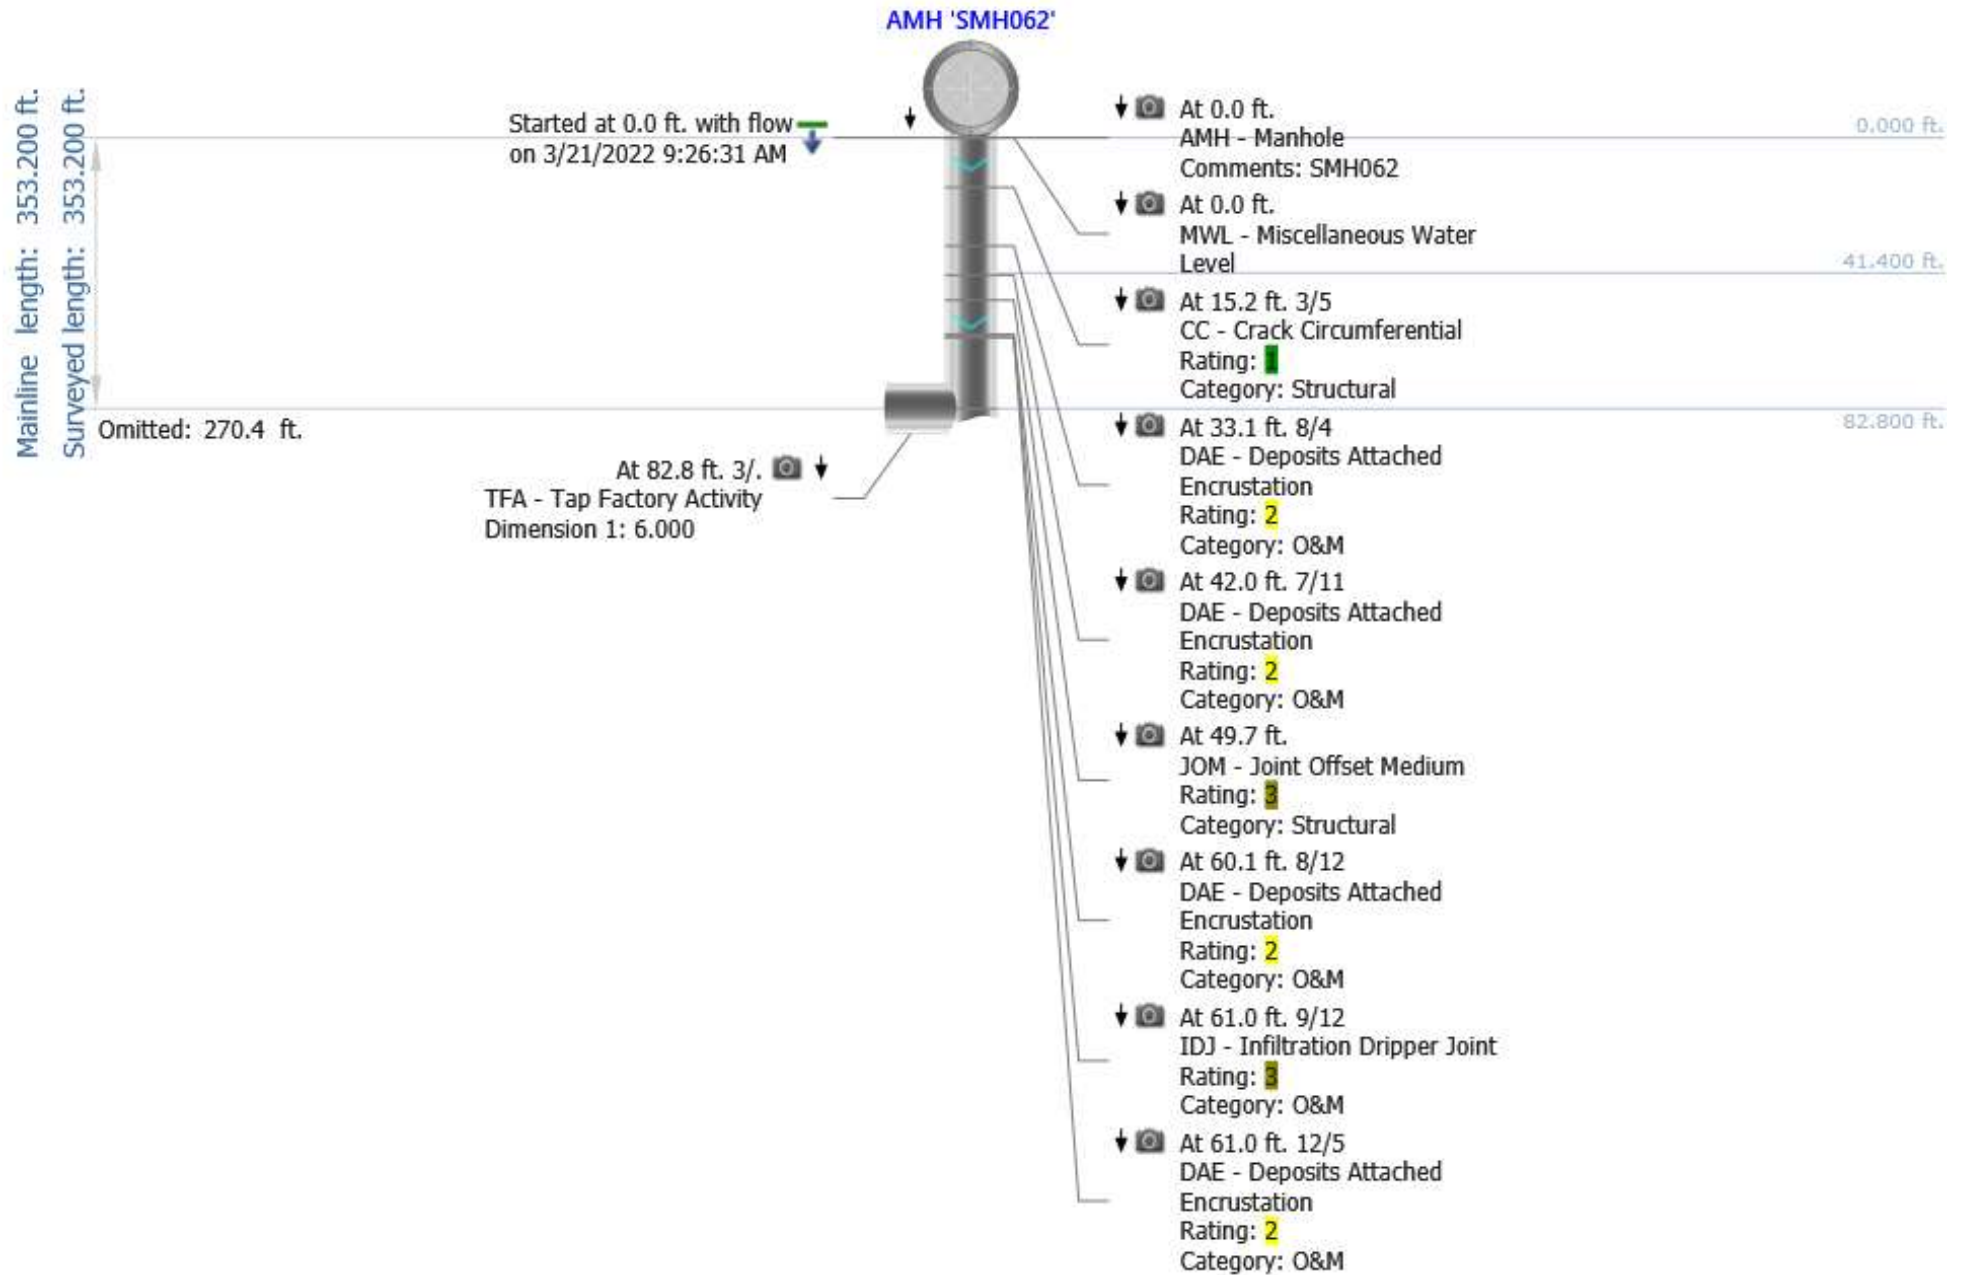 AMH 'SMH062'
Mainline length: 353.200 ft.
Surveyed length: 353.200 ft.
Started at 0.0 ft. with flow
on 3/21/2022 9:26:31 AM
At 0.0 ft.
AMH - Manhole
Comments: SMH062
0.000 ft.
At 0.0 ft.
MWL - Miscellaneous Water
Level
41.400 ft.
At 15.2 ft. 3/5
CC - Crack Circumferential
Rating: 1
Category: Structural
82.800 ft.
Omitted: 270.4 ft.
At 82.8 ft. 3/.
TFA - Tap Factory Activity
Dimension 1: 6.000
At 33.1 ft. 8/4
DAE - Deposits Attached
Encrustation
Rating: 2
Category: O&M
At 42.0 ft. 7/11
DAE - Deposits Attached
Encrustation
Rating: 2
Category: O&M
At 49.7 ft.
JOM - Joint Offset Medium
Rating: 3
Category: Structural
At 60.1 ft. 8/12
DAE - Deposits Attached
Encrustation
Rating: 2
Category: O&M
At 61.0 ft. 9/12
IDJ - Infiltration Dripper Joint
Rating: 3
Category: O&M
At 61.0 ft. 12/5
DAE - Deposits Attached
Encrustation
Rating: 2
Category: O&M